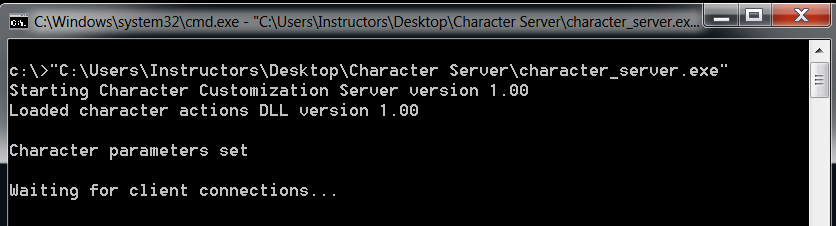 C:\Windows\system32\cmd.exe - "C:\Users\Instructors\Desktop\Character Server\character_server.ex...
c:\>"C:\Users\Instructors\Desktop\Character Server\character_server.exe"
Starting Character Customization Server version 1.00
Loaded character actions DLL version 1.00
Character parameters set
Waiting for client connections...